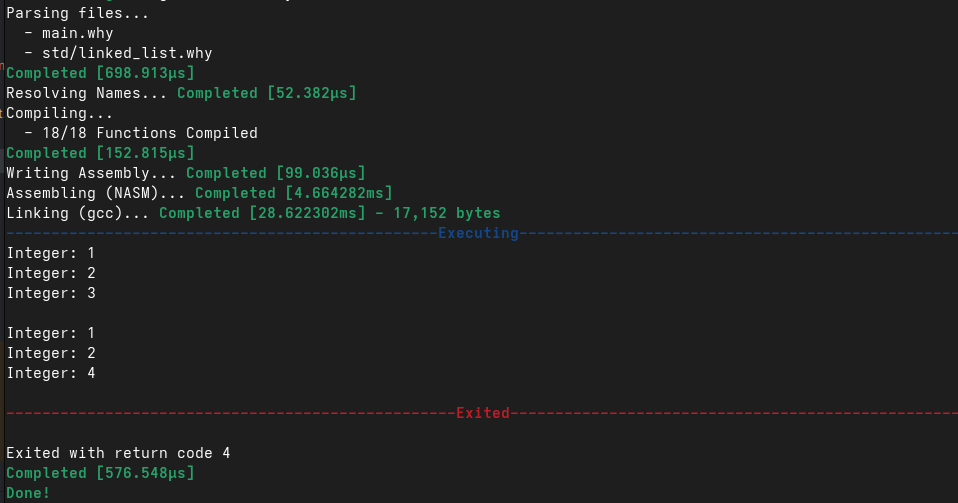 Parsing files...
  - main.why
  - std/linked_list.why
Completed [698.913µs]
Resolving Names... Completed [52.382µs]
Compiling...
  - 18/18 Functions Compiled
Completed [152.815µs]
Writing Assembly... Completed [99.036µs]
Assembling (NASM)... Completed [4.664282ms]
Linking (gcc)... Completed [28.622302ms] - 17,152 bytes
------------------------------------------------Executing-------------------------------------------------
Integer: 1
Integer: 2
Integer: 3

Integer: 1
Integer: 2
Integer: 4

--------------------------------------------------Exited--------------------------------------------------

Exited with return code 4
Completed [576.548µs]
Done!